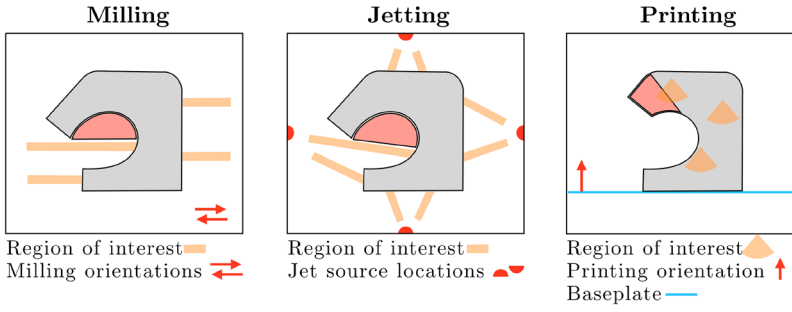 Milling
Jetting
Printing
Region of interest
Milling orientations
Region of interest
Jet source locations
Region of interest
Printing orientation
Baseplate